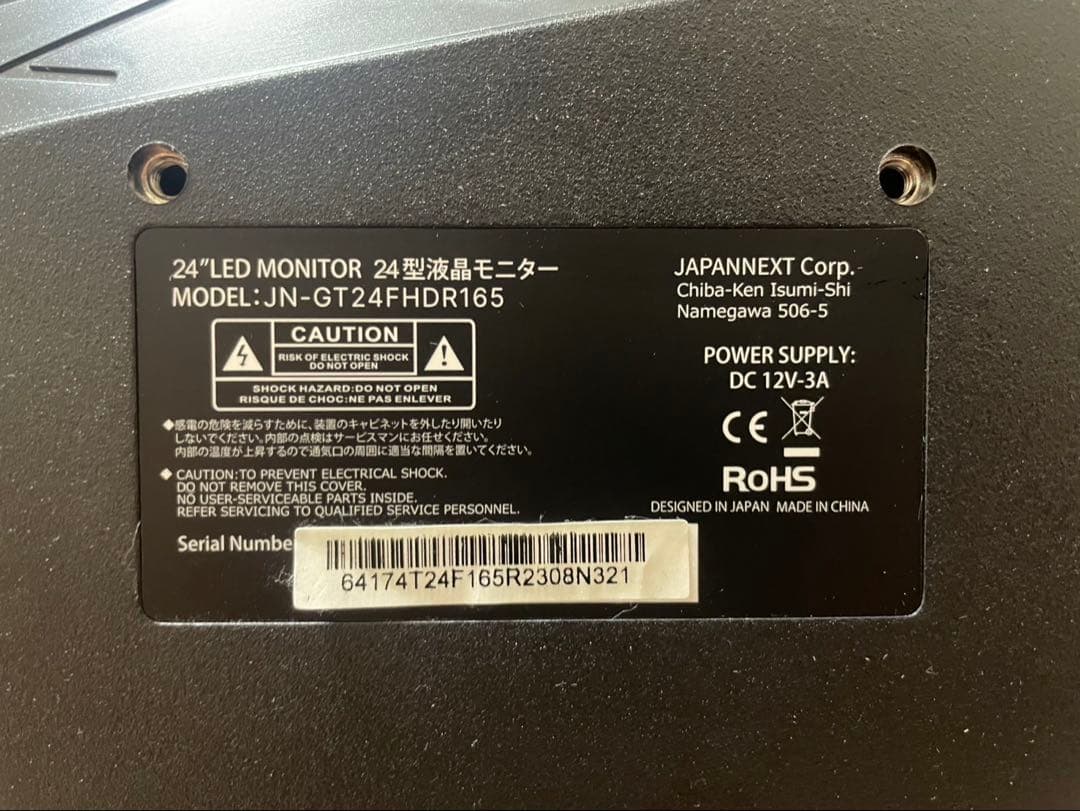 24"LED MONITOR 24型液晶モニター
MODEL:JN-GT24FHDR165
CAUTION
RISK OF ELECTRIC SHOCK
DO NOT OPEN
SHOCK HAZARD:DO NOT OPEN
RISQUE DE CHOC:NE PAS ENLEVER
◆感電の危険を減らすために、装置のキャビネットを外したり開いたり
しないでください。内部の点検はサービスマンにお任せください。
内部の温度が上昇するので通気口の周囲に適当な間隔を置いてください。
◆CAUTION:TO PREVENT ELECTRICAL SHOCK.
DO NOT REMOVE THIS COVER.
NO USER-SERVICEABLE PARTS INSIDE.
REFER SERVICING TO QUALIFIED SERVICE PERSONNEL.
Serial Numbe
64174T24F165R2308N321
JAPANNEXT Corp.
Chiba-Ken Isumi-Shi
Namegawa 506-5
POWER SUPPLY:
DC 12V-3A
CE
RoHS
DESIGNED IN JAPAN MADE IN CHINA